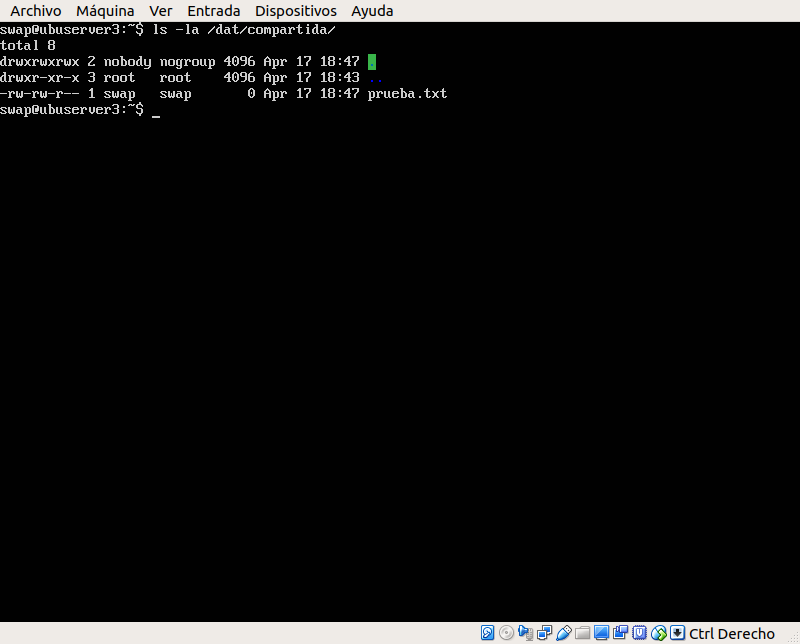 Archivo Máquina Ver Entrada Dispositivos Ayuda
swap@ubuserver3:~$ ls -la /dat/compartida/
total 8
drwxrwxrwx 2 nobody nogroup 4096 Apr 17 18:47 .
drwxr-xr-x 3 root   root    4096 Apr 17 18:43 ..
-rw-rw-r-- 1 swap   swap       0 Apr 17 18:47 prueba.txt
swap@ubuserver3:~$ _
Ctrl Derecho